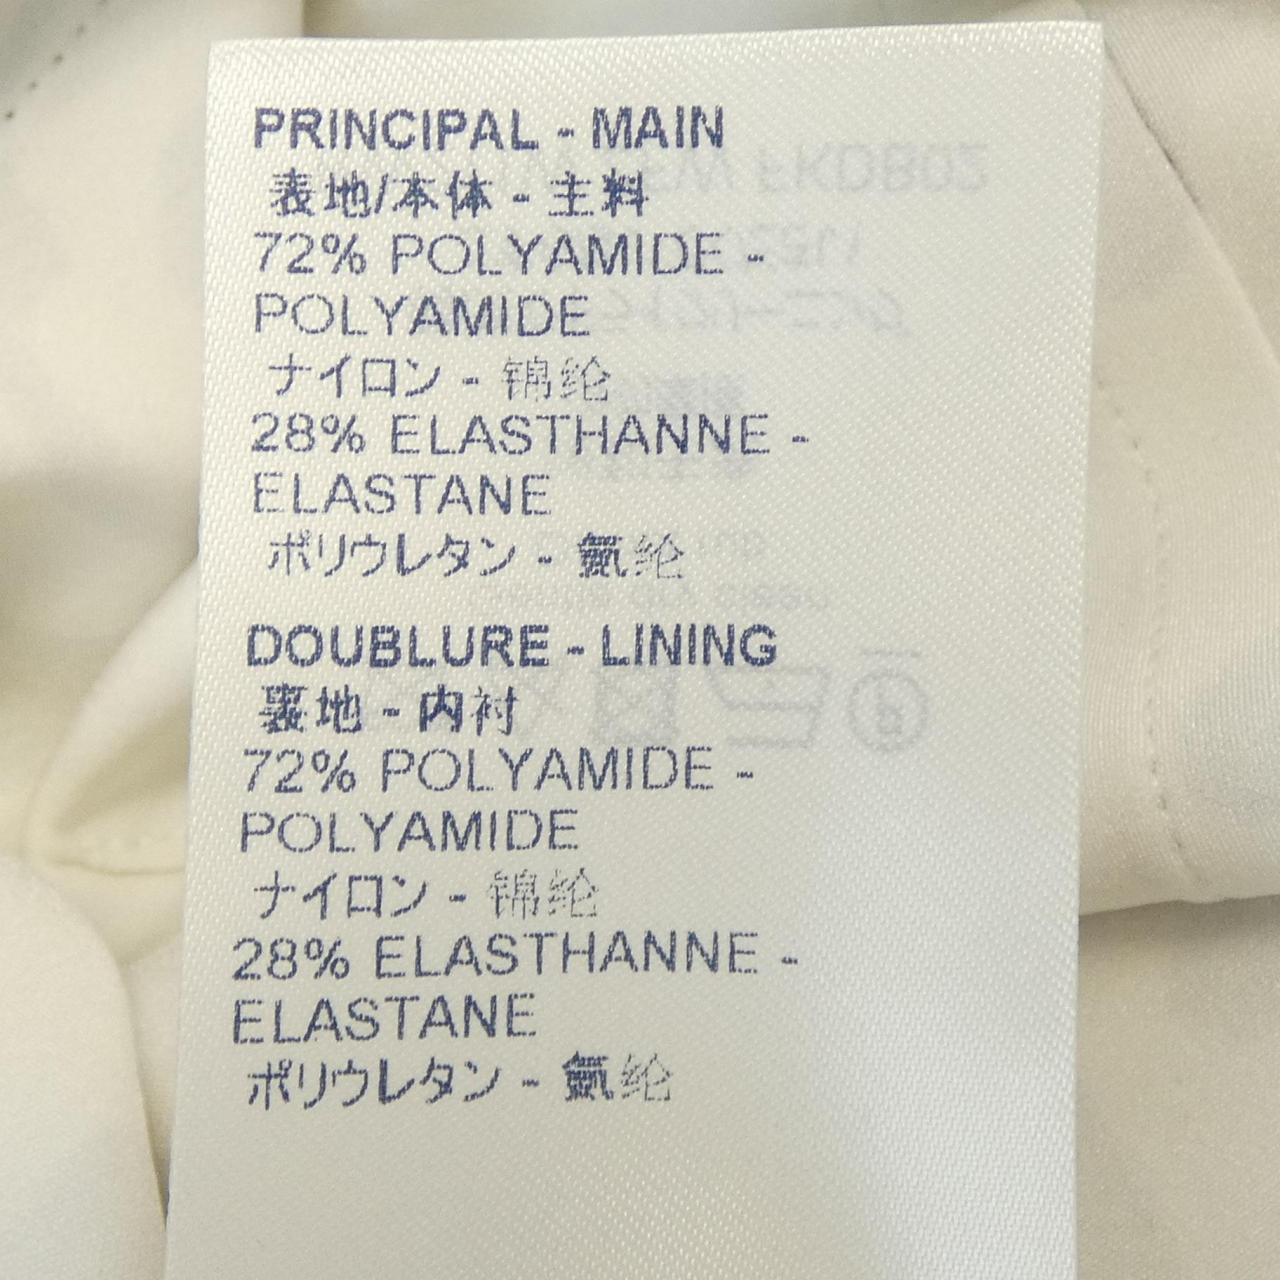 PRINCIPAL - MAIN
表地/本体 - 主料
72% POLYAMIDE -
POLYAMIDE
ナイロン - 锦纶
28% ELASTHANNE -
ELASTANE
ポリウレタン - 氨纶
DOUBLURE - LINING
裏地 - 内衬
72% POLYAMIDE -
POLYAMIDE
ナイロン - 锦纶
28% ELASTHANNE -
ELASTANE
ポリウレタン - 氨纶